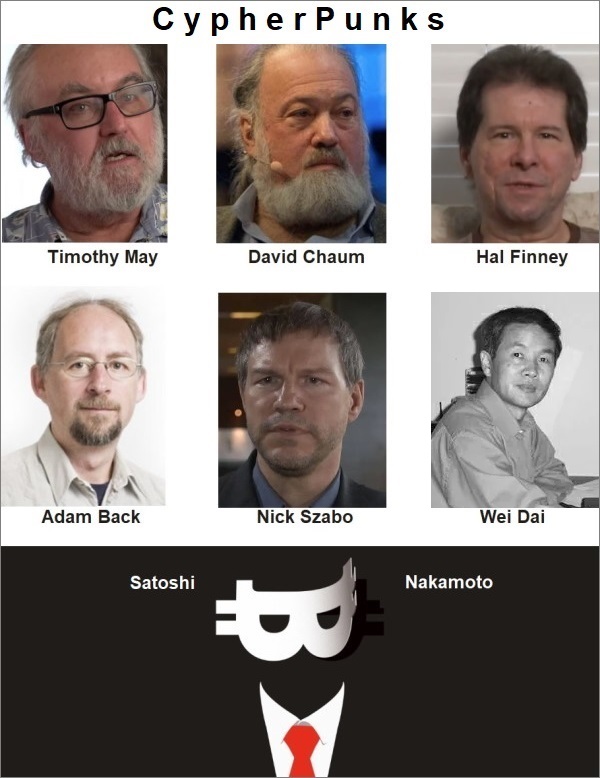 CypherPunks
Timothy May
David Chaum
Hal Finney
Adam Back
Nick Szabo
Wei Dai
Satoshi
Nakamoto